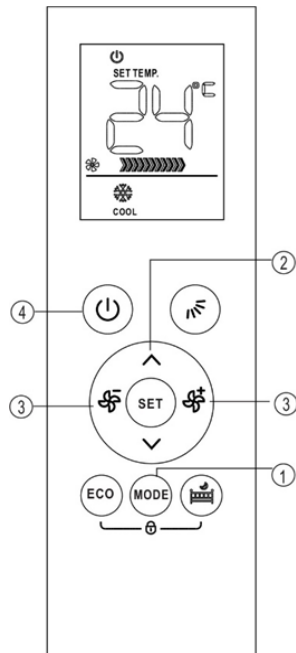 SET TEMP.
24°C
COOL
②
④
③ SET ③
①
ECO MODE